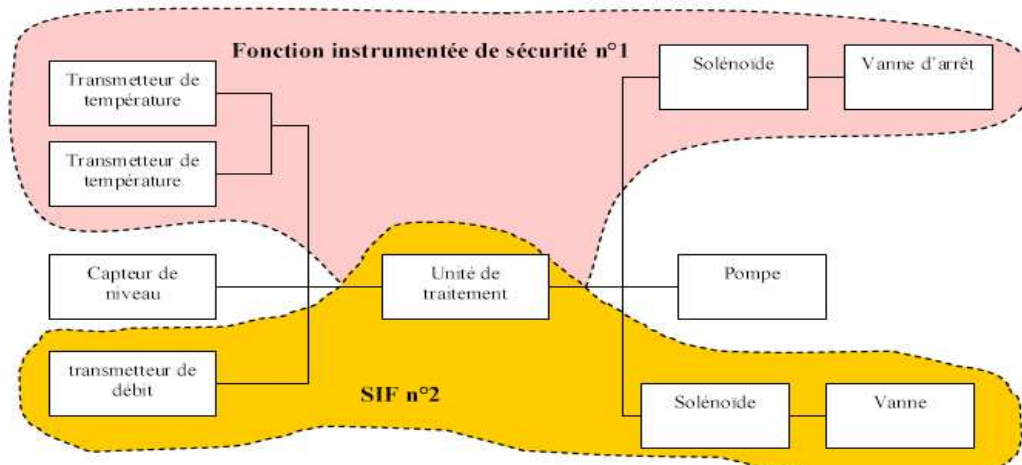 Fonction instrumentée de sécurité n°1
Transmetteur de
température
Solénoïde
Vanne d'arrêt
Transmetteur de
température
Capteur de
niveau
Unité de
traitement
Pompe
transmetteur de
débit
SIF n°2
Solénoïde
Vanne